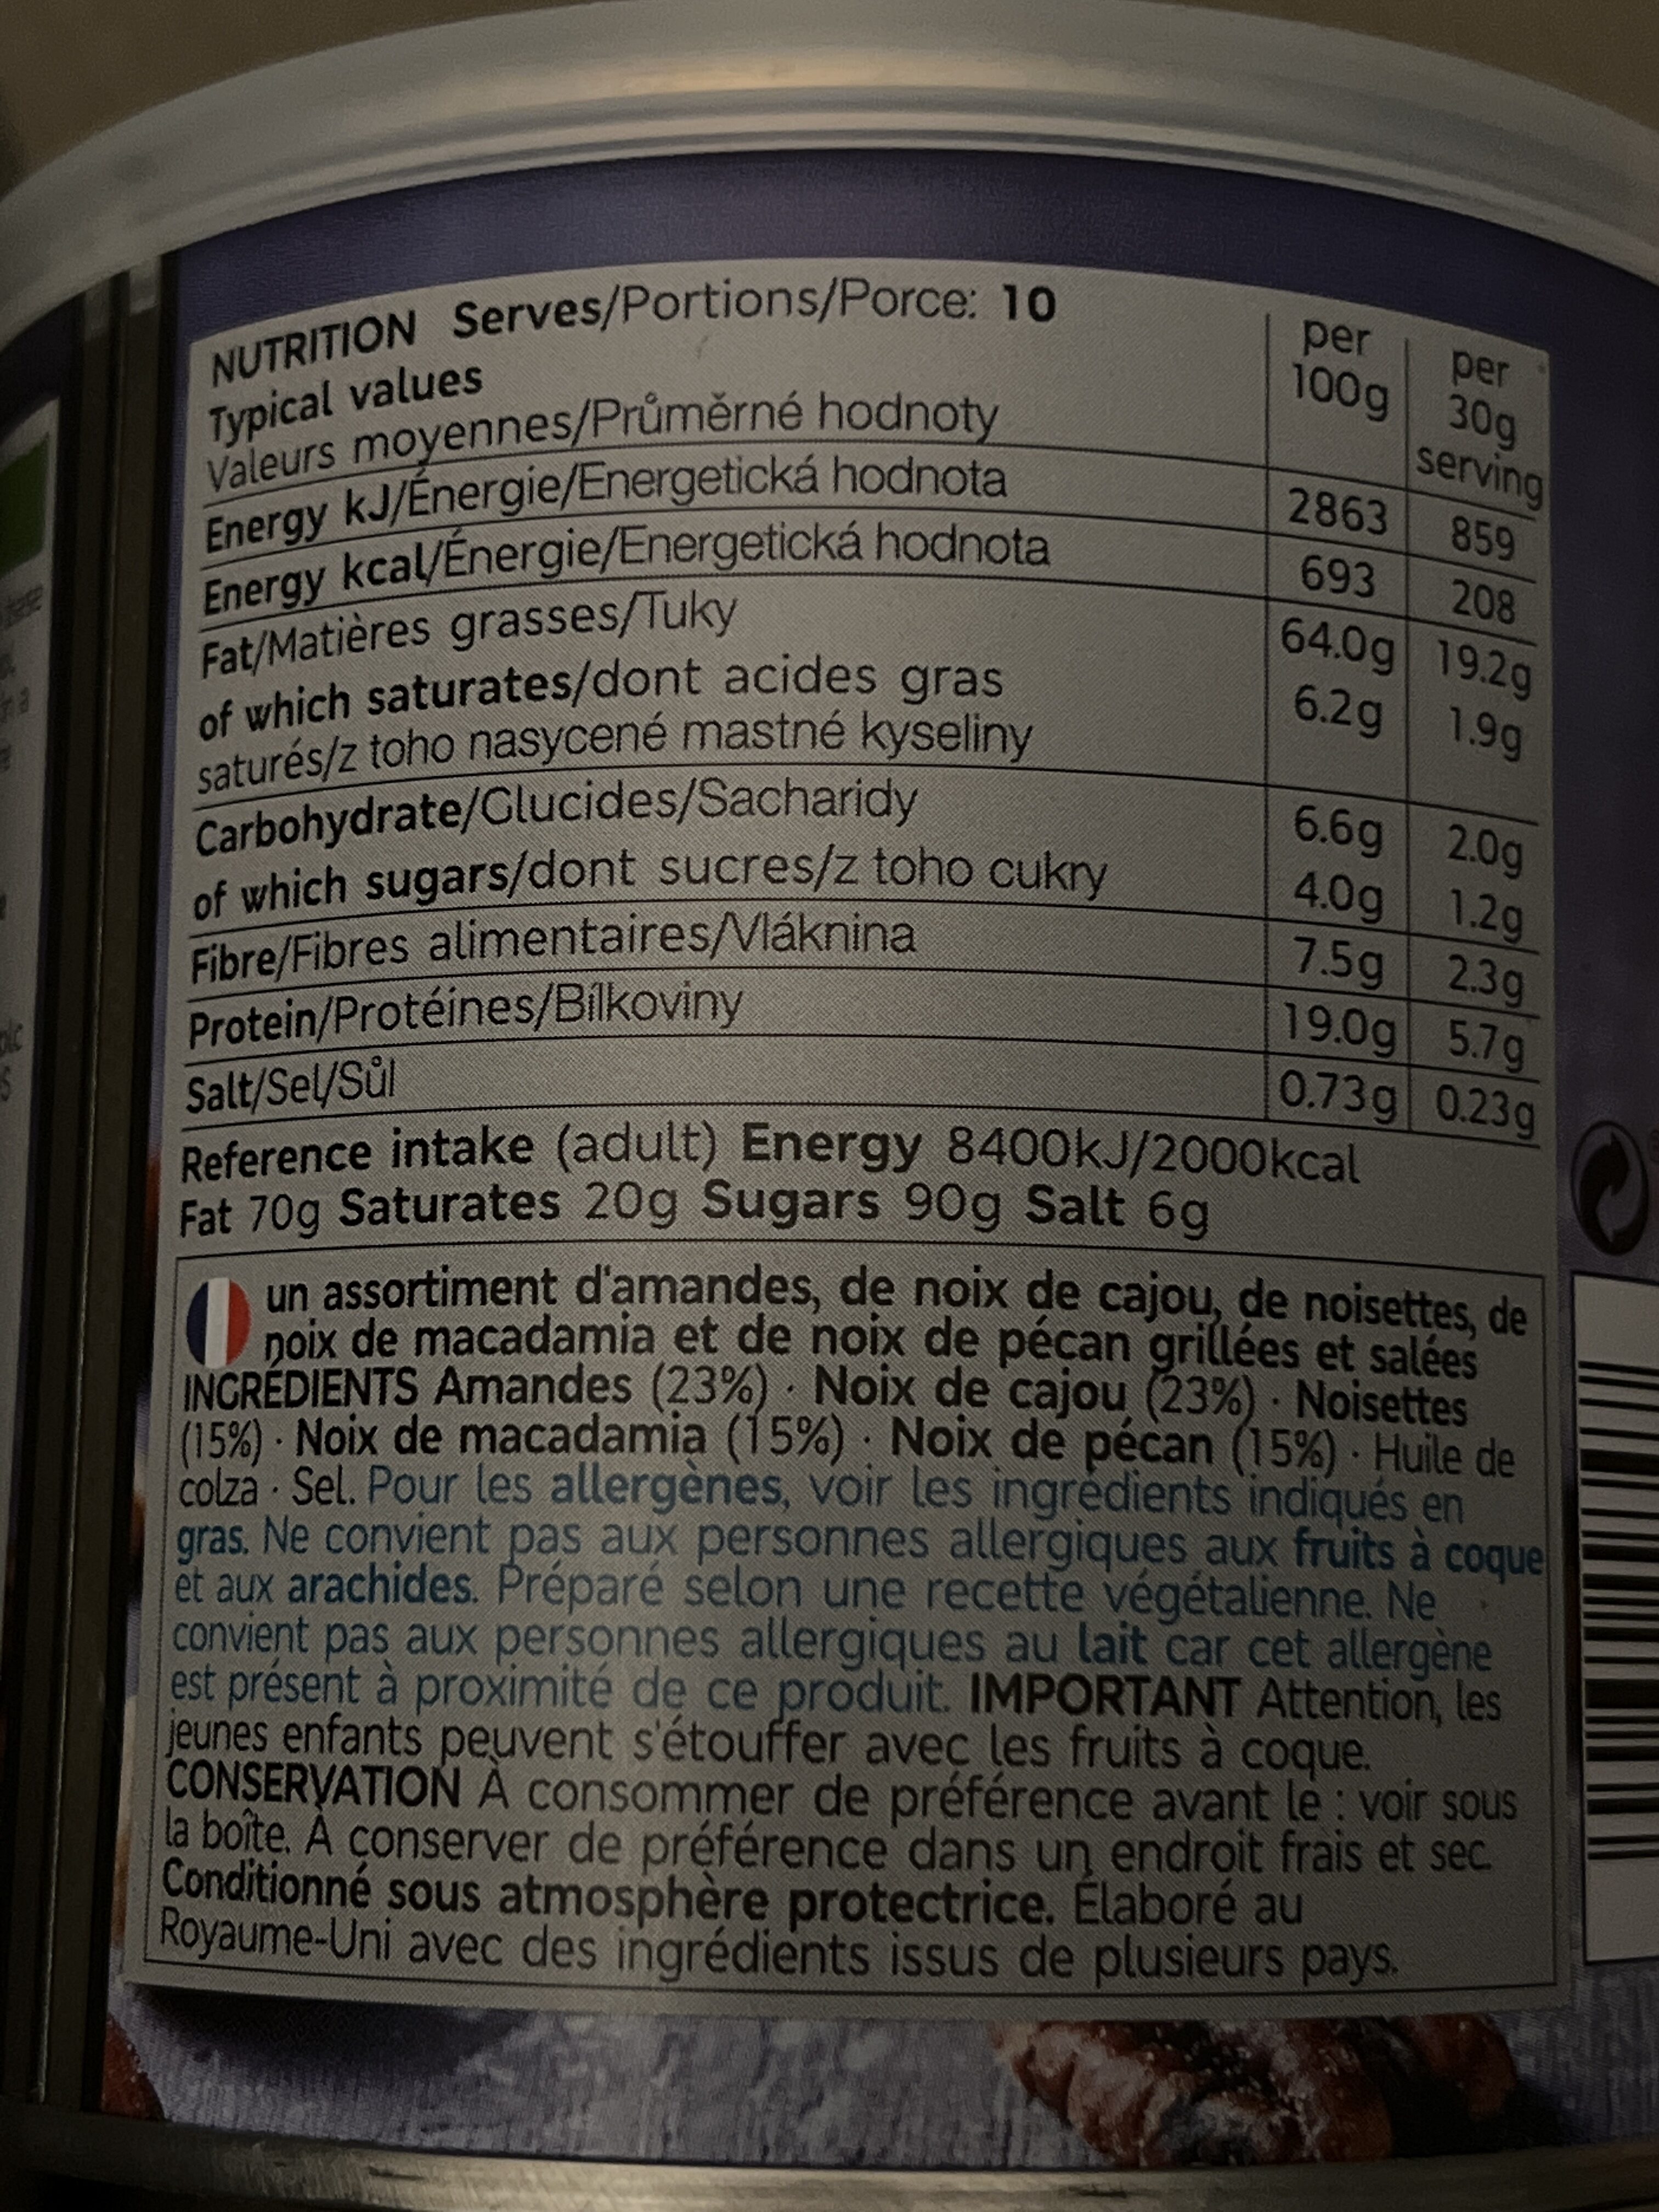 NUTRITION Serves/Portions/Porce: 10
Typical values
Valeurs moyennes/Průměrné hodnoty per 100g per 30g serving
Energy kJ/Énergie/Energetická hodnota 2863 859
Energy kcal/Énergie/Energetická hodnota 693 208
Fat/Matières grasses/Tuky 64.0g 19.2g
of which saturates/dont acides gras 6.2g 1.9g
saturés/z toho nasycené mastné kyseliny
Carbohydrate/Glucides/Sacharidy 6.6g 2.0g
of which sugars/dont sucres/z toho cukry 4.0g 1.2g
Fibre/Fibres alimentaires/Vláknina 7.5g 2.3g
Protein/Protéines/Bílkoviny 19.0g 5.7g
Salt/Sel/Sůl 0.73g 0.23g
Reference intake (adult) Energy 8400kJ/2000kcal
Fat 70g Saturates 20g Sugars 90g Salt 6g
un assortiment d'amandes, de noix de cajou, de noisettes, de
noix de macadamia et de noix de pécan grillées et salées
INGRÉDIENTS Amandes (23%) · Noix de cajou (23%) · Noisettes
(15%) · Noix de macadamia (15%) · Noix de pécan (15%) · Huile de
colza · Sel. Pour les allergènes, voir les ingrédients indiqués en
gras. Ne convient pas aux personnes allergiques aux fruits à coque
et aux arachides. Préparé selon une recette végétalienne. Ne
convient pas aux personnes allergiques au lait car cet allergène
est présent à proximité de ce produit. IMPORTANT Attention, les
jeunes enfants peuvent s'étouffer avec les fruits à coque.
CONSERVATION À consommer de préférence avant le : voir sous
la boîte. À conserver de préférence dans un endroit frais et sec.
Conditionné sous atmosphère protectrice. Élaboré au
Royaume-Uni avec des ingrédients issus de plusieurs pays.